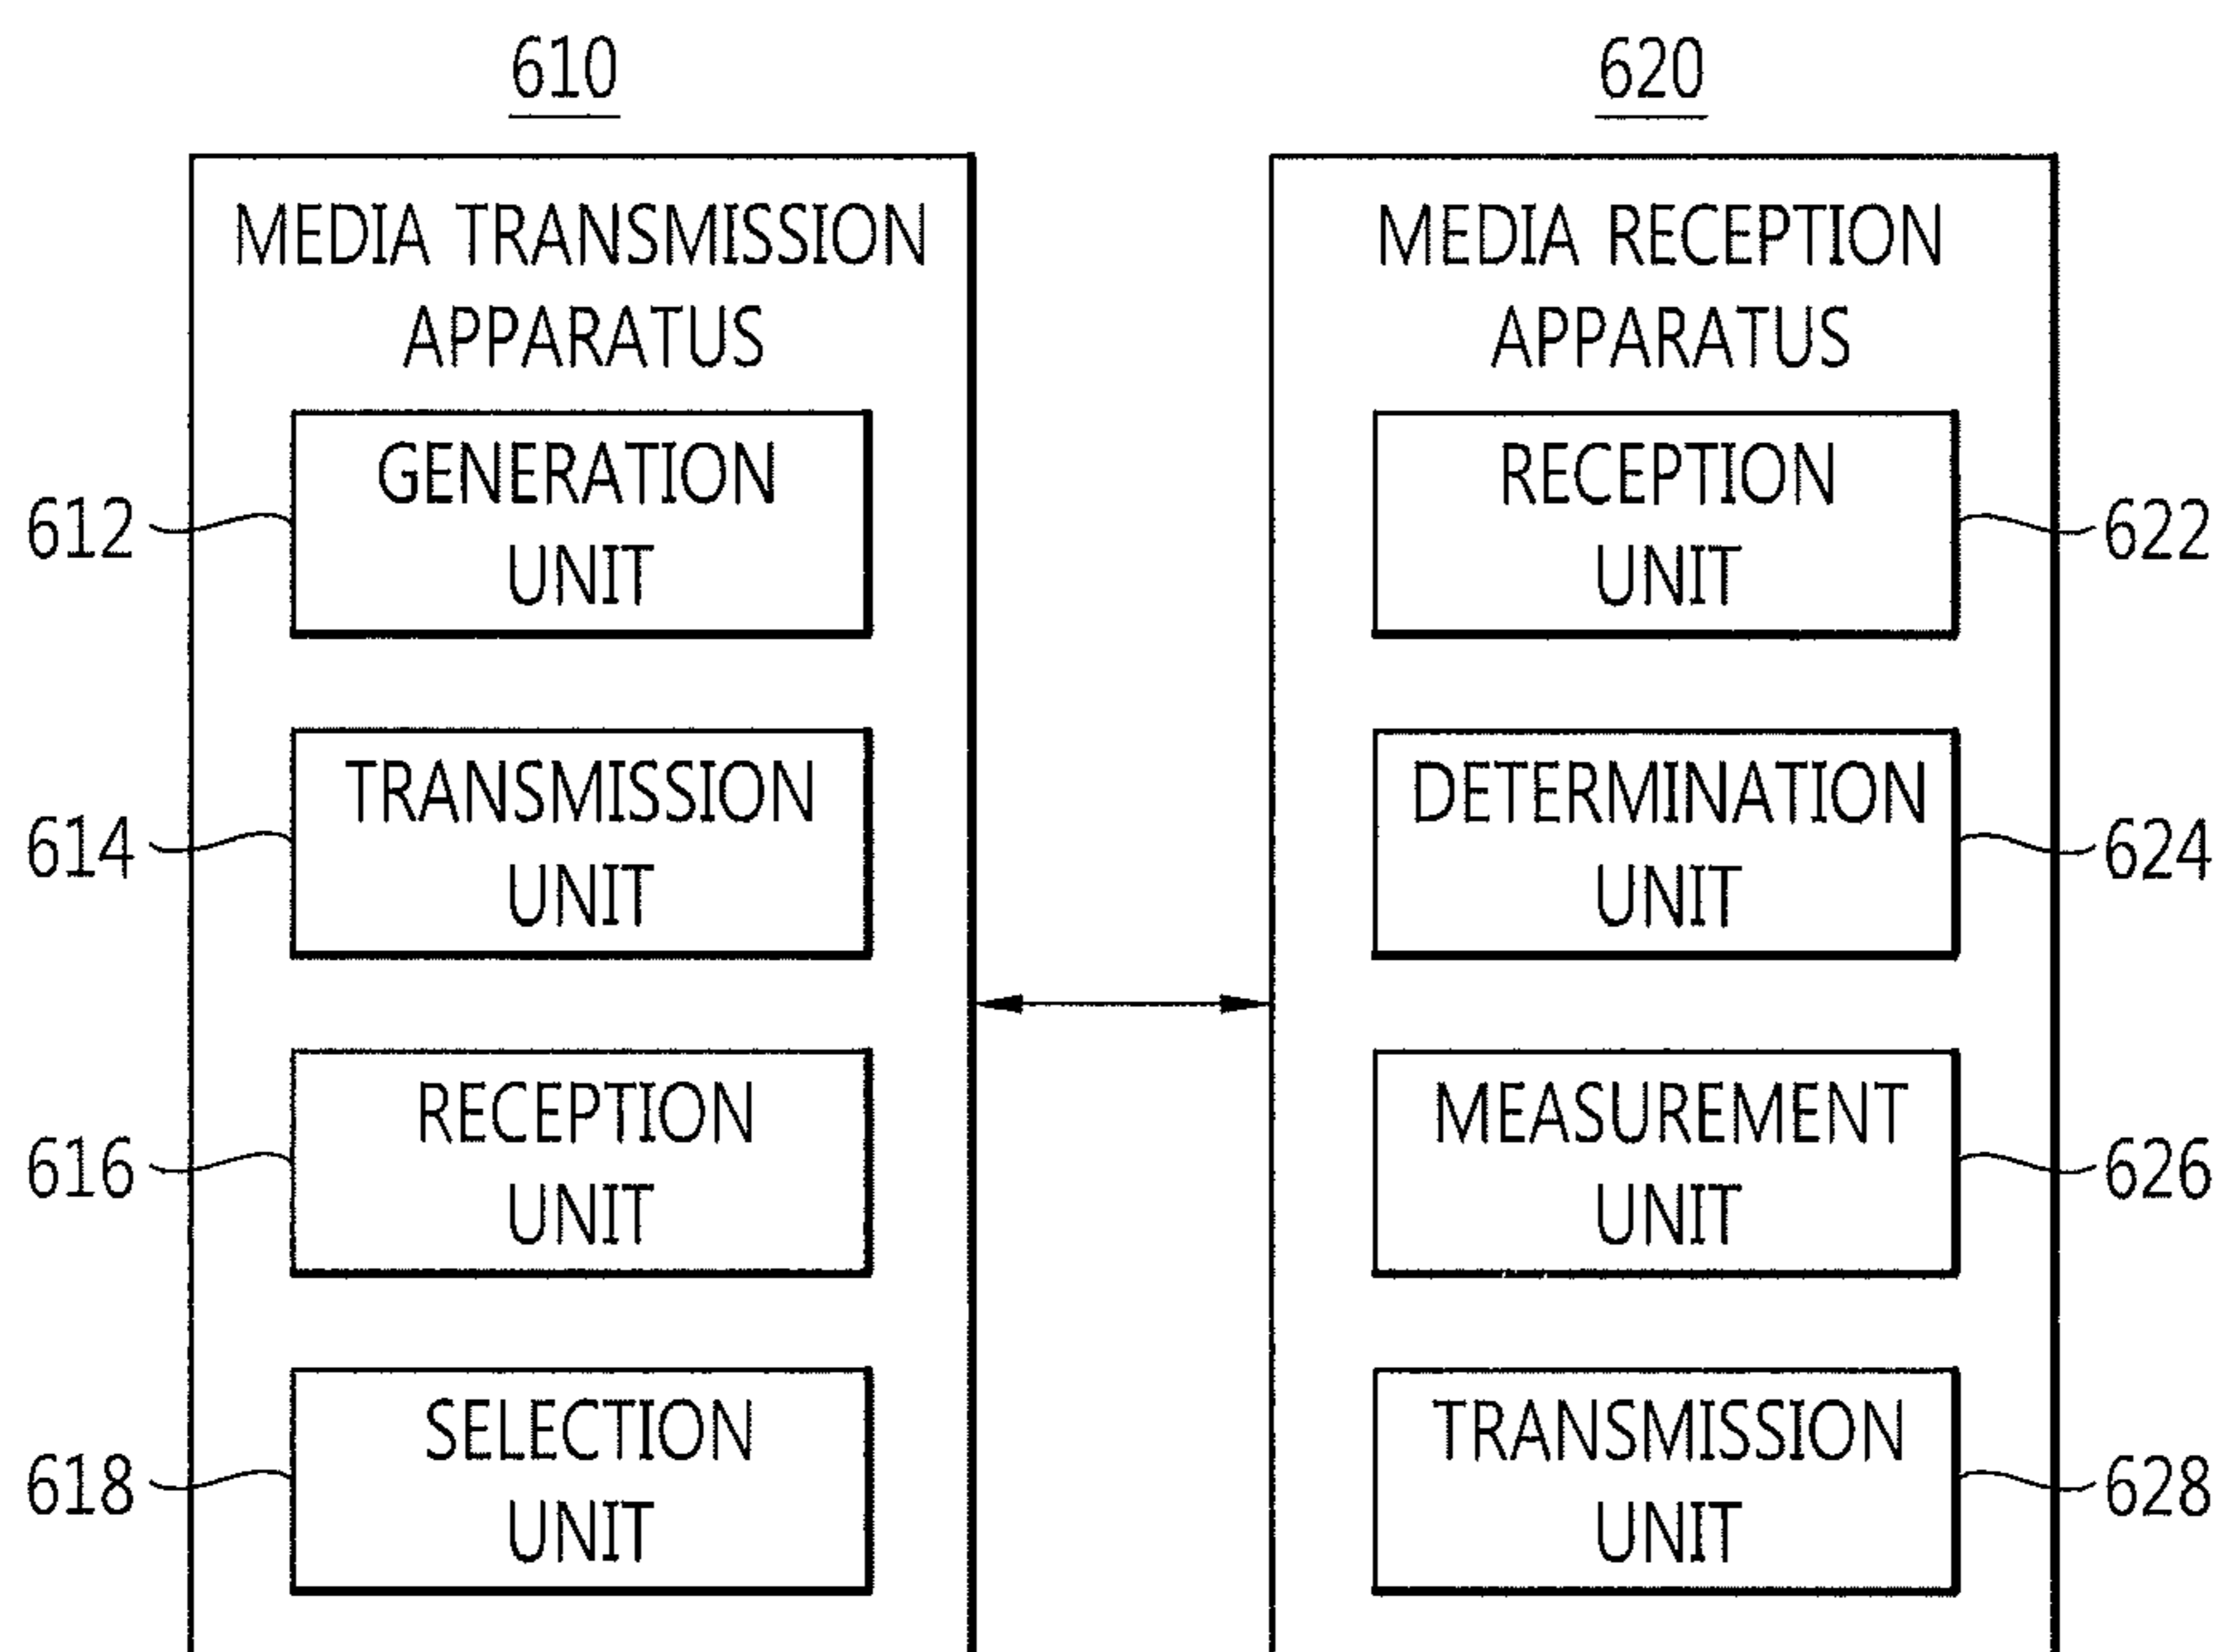 610
MEDIA TRANSMISSION
APPARATUS
612
GENERATION
UNIT
614
TRANSMISSION
UNIT
616
RECEPTION
UNIT
618
SELECTION
UNIT
620
MEDIA RECEPTION
APPARATUS
RECEPTION
UNIT
622
DETERMINATION
UNIT
624
MEASUREMENT
UNIT
626
TRANSMISSION
UNIT
628